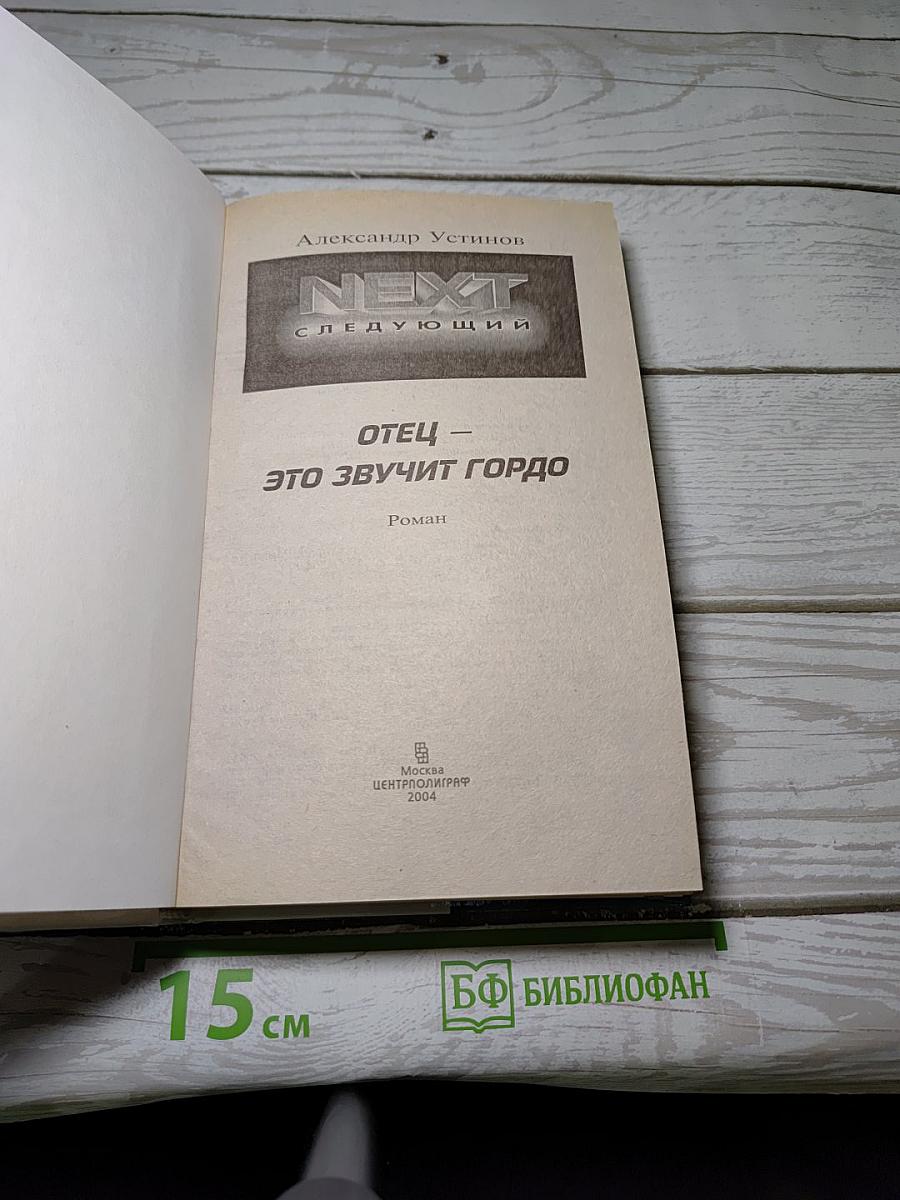 Александр Устинов
NEXT
СЛЕДУЮЩИЙ
ОТЕЦ —
ЭТО ЗВУЧИТ ГОРДО
Роман
Москва
ЦЕНТРПОЛИГРАФ
2004
15 см
БФ БИБЛИОФАН